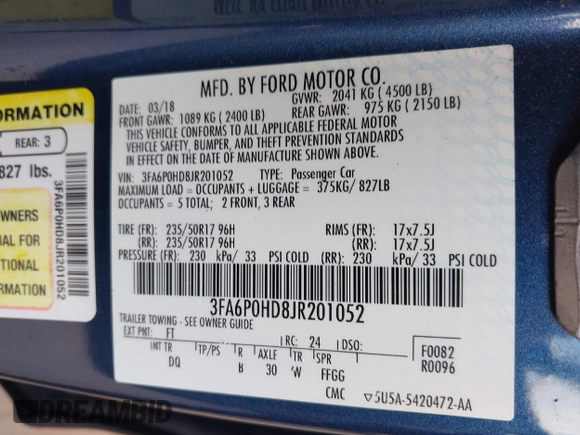 MFD. BY FORD MOTOR CO.
DATE: 03/18
GVWR: 2041 KG ( 4500 LB)
FRONT GAWR: 1089 KG ( 2400 LB)
REAR GAWR: 975 KG ( 2150 LB)
THIS VEHICLE CONFORMS TO ALL APPLICABLE FEDERAL MOTOR
VEHICLE SAFETY, BUMPER, AND THEFT PREVENTION STANDARDS
IN EFFECT ON THE DATE OF MANUFACTURE SHOWN ABOVE.
VIN: 3FA6P0HD8JR201052
TYPE: Passenger Car
MAXIMUM LOAD = OCCUPANTS + LUGGAGE = 375KG/ 827LB
OCCUPANTS = 5 TOTAL; 2 FRONT, 3 REAR
TIRE (FR): 235/50R17 96H
RIMS (FR): 17x7.5J
(RR): 235/50R17 96H
(RR): 17x7.5J
PRESSURE (FR): 230 kPa/ 33 PSI COLD
(RR): 230 kPa/ 33 PSI COLD
3FA6P0HD8JR201052
TRAILER TOWING - SEE OWNER GUIDE
EXT PNT: FT
RC: 24
DSO:
F0082
R0096
INT TR
TP/PS
R
AXLE
TR
SPR
DQ
B
30
W
FFGG
CMC
5U5A-5420472-AA
FORMATION
REAR: 3
827 lbs.
OWNERS
UAL FOR
TIONAL
MATION
3FA6P0HD8JR201052
DREAMBID